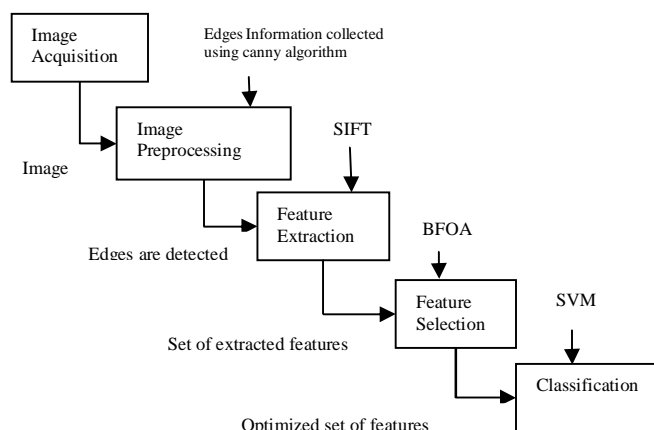 Image
Acquisition
Edges Information collected
using canny algorithm
Image
Preprocessing
SIFT
Image
Feature
Extraction
BFOA
Edges are detected
Feature
Selection
SVM
Set of extracted features
Classification
Optimized set of features